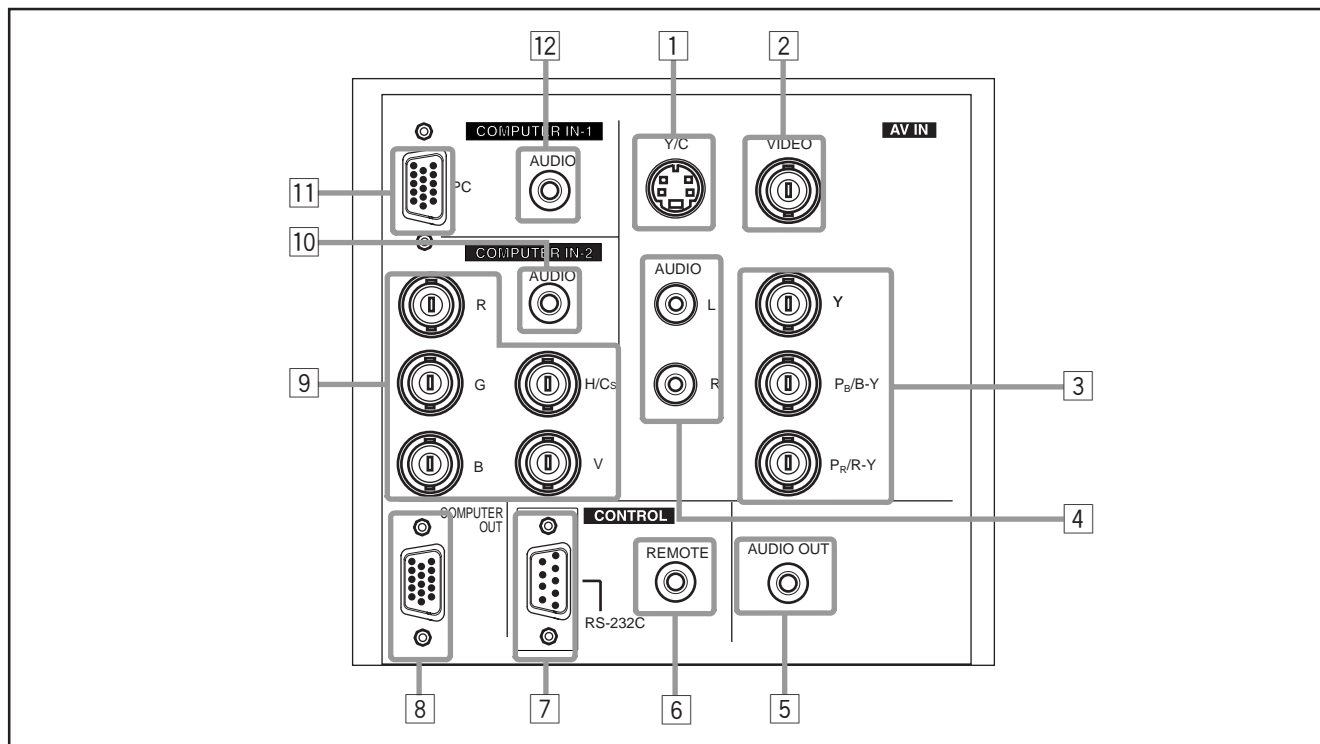 12 1 2
COMPUTER IN-1
AV IN
Y/C
VIDEO
AUDIO
11
PC
10
COMPUTER IN-2
AUDIO
AUDIO
R
L
Y
9
G
H/Cs
R
PB/B-Y
3
B
V
PR/R-Y
COMPUTER
OUT
CONTROL
4
REMOTE
AUDIO OUT
RS-232C
8 7 6 5